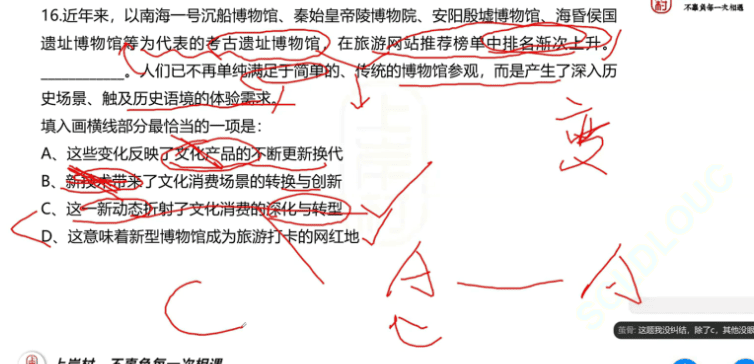 不辜负每一次相遇
16.近年来，以南海一号沉船博物馆、秦始皇帝陵博物院、安阳殷墟博物馆、海昏侯国
遗址博物馆等为代表的考古遗址博物馆，在旅游网站推荐榜单中排名渐次上升。
____________。人们已不再单纯满足于简单的、传统的博物馆参观，而是产生了深入历
史场景、触及历史语境的体验需求。
填入画横线部分最恰当的一项是：
A、这些变化反映了文化产品的不断更新换代
B、新技术带来了文化消费场景的转换与创新
C、这一新动态折射了文化消费的深化与转型
D、这意味着新型博物馆成为旅游打卡的网红地
变
C
蛋骨: 这题我没纠结，除了c，其他没眼
上岸村 不辜负每一次相遇